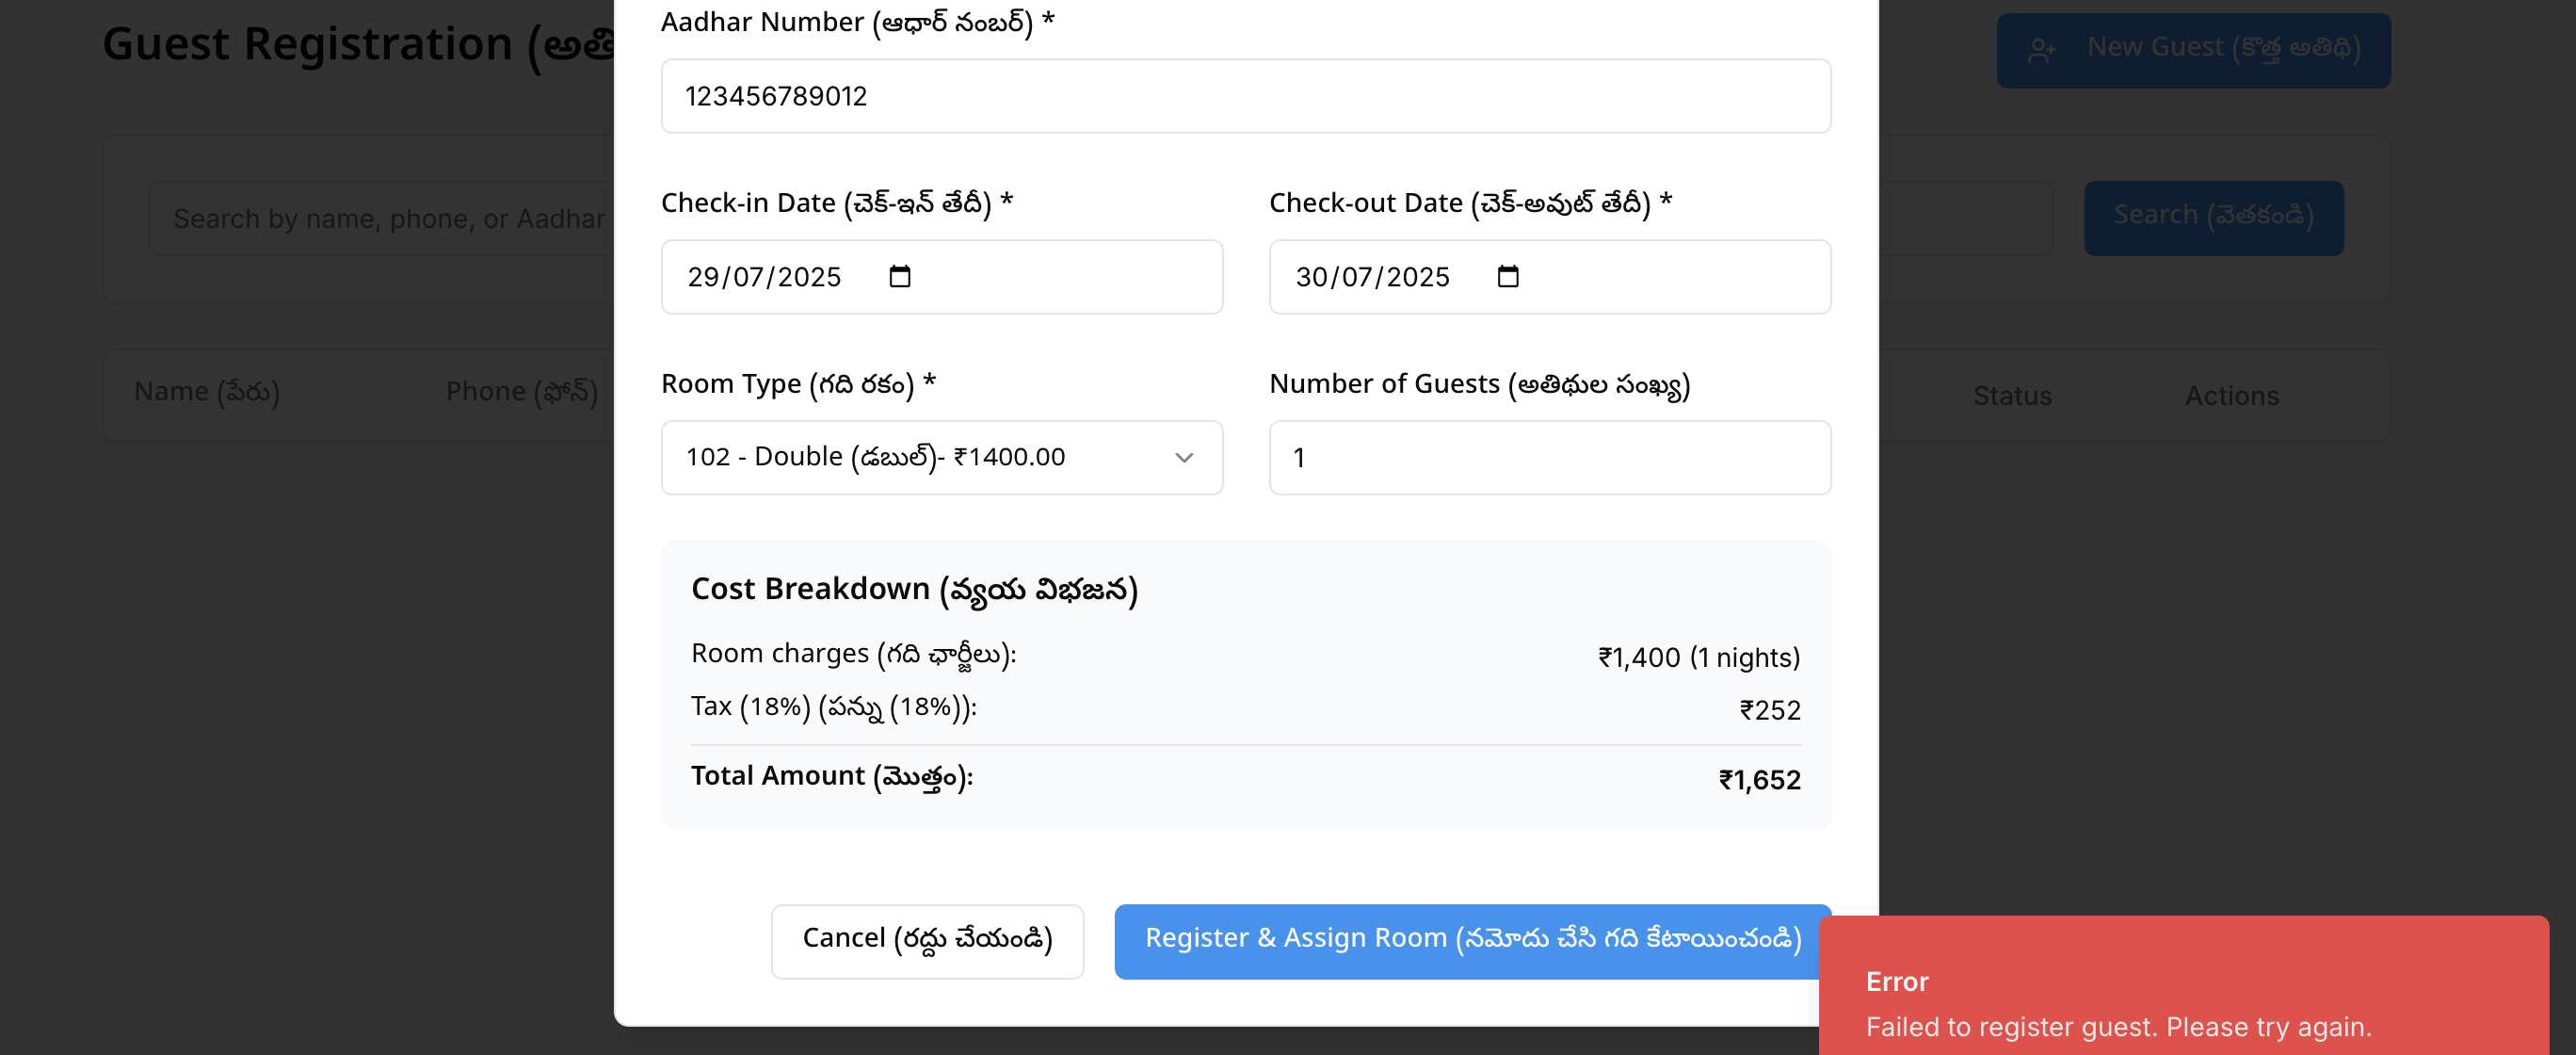 Guest Registration (అతి
New Guest (కొత్త అతిథి)
Search by name, phone, or Aadhar
Search (వెతకండి)
Name (పేరు)
Phone (ఫోన్)
Status
Actions
Aadhar Number (ఆధార్ నంబర్) *
123456789012
Check-in Date (చెక్-ఇన్ తేదీ) *
Check-out Date (చెక్-అవుట్ తేదీ) *
29/07/2025
30/07/2025
Room Type (గది రకం) *
Number of Guests (అతిథుల సంఖ్య)
102 - Double (డబుల్)- ₹1400.00
1
Cost Breakdown (వ్యయ విభజన)
Room charges (గది ఛార్జీలు):
₹1,400 (1 nights)
Tax (18%) (పన్ను (18%)):
₹252
Total Amount (మొత్తం):
₹1,652
Cancel (రద్దు చేయండి)
Register & Assign Room (నమోదు చేసి గది కేటాయించండి)
Error
Failed to register guest. Please try again.